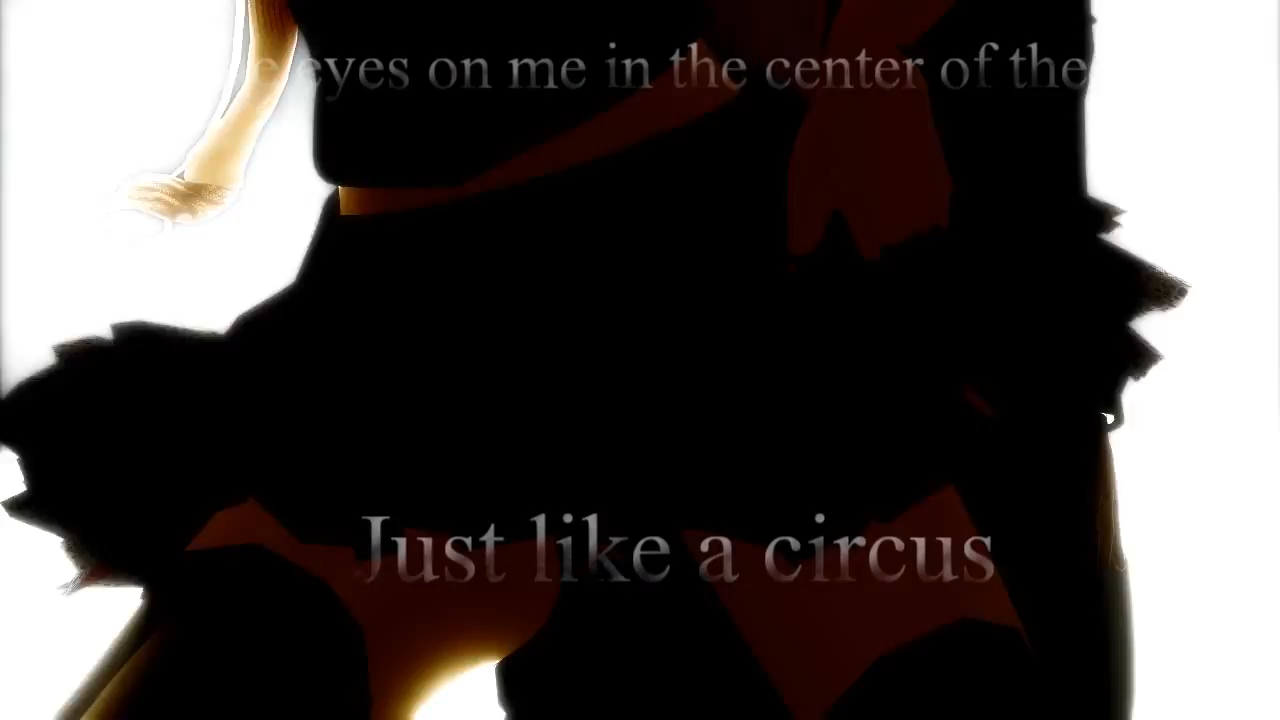 eyes on me in the center of the
Just like a circus